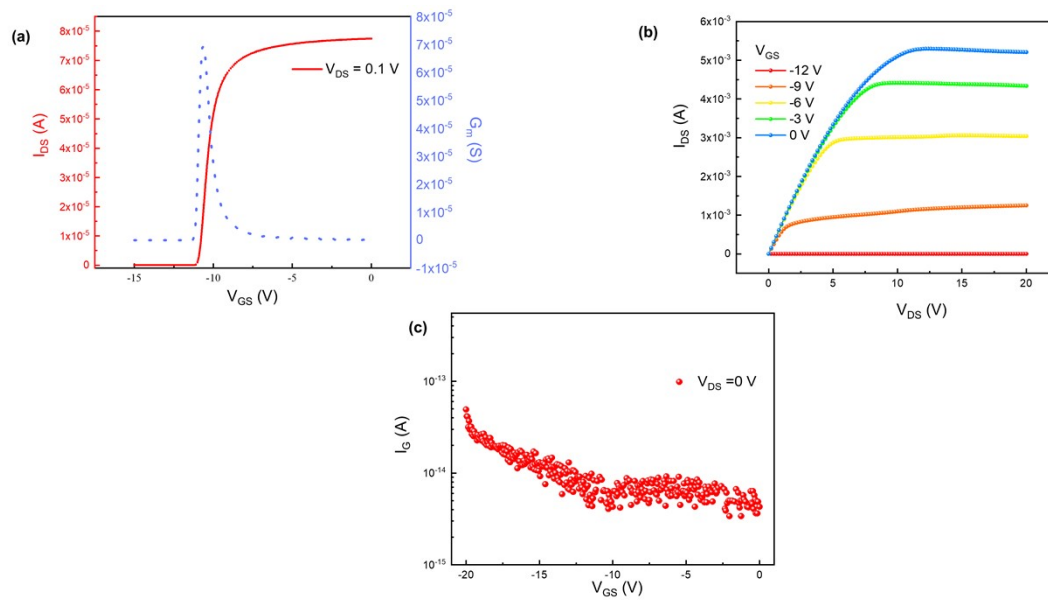 (a)
8x10⁻⁵
7x10⁻⁵
6x10⁻⁵
5x10⁻⁵
4x10⁻⁵
3x10⁻⁵
2x10⁻⁵
1x10⁻⁵
0
I_DS (A)
V_DS = 0.1 V
8x10⁻⁵
7x10⁻⁵
6x10⁻⁵
5x10⁻⁵
4x10⁻⁵
3x10⁻⁵
2x10⁻⁵
1x10⁻⁵
0
-1x10⁻⁵
G_m (S)
-15
-10
-5
0
V_GS (V)
(b)
6x10⁻³
5x10⁻³
4x10⁻³
3x10⁻³
2x10⁻³
1x10⁻³
0
I_DS (A)
V_GS
-12 V
-9 V
-6 V
-3 V
0 V
0
5
10
15
20
V_DS (V)
(c)
10⁻¹³
10⁻¹⁴
10⁻¹⁵
I_G (A)
V_DS =0 V
-20
-15
-10
-5
0
V_GS (V)